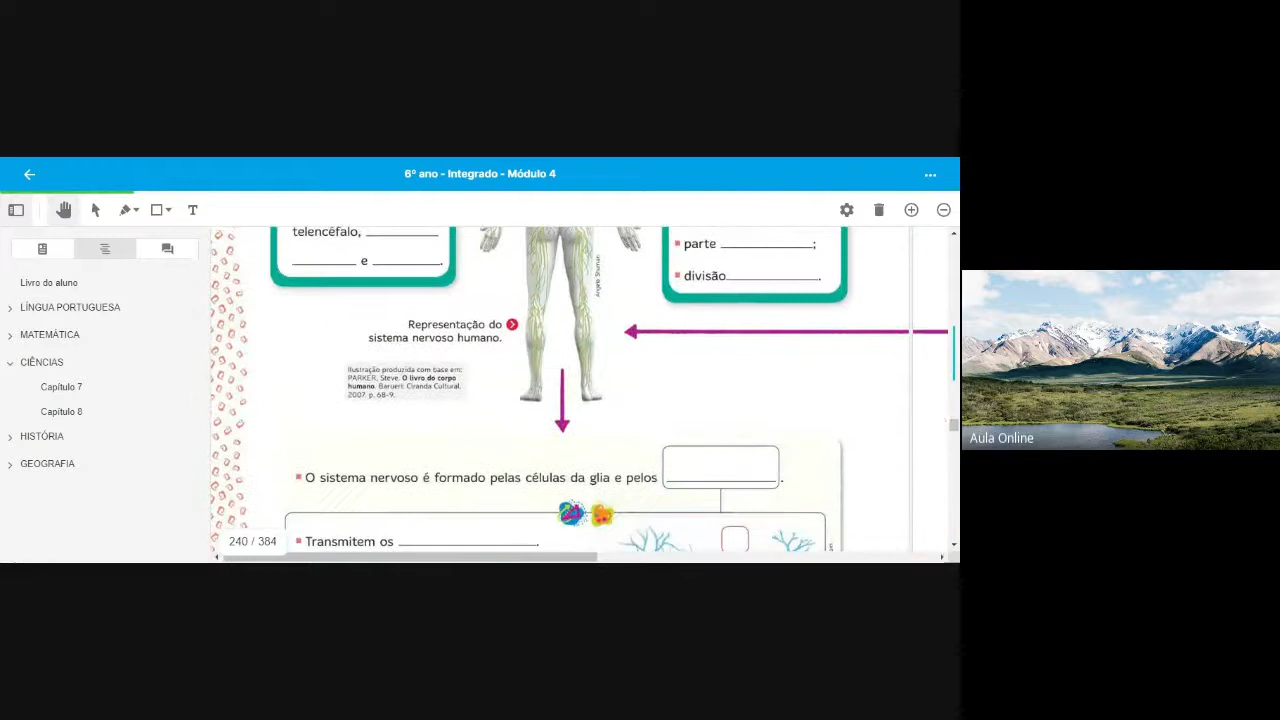 6º ano - Integrado - Módulo 4
T
Livro do aluno
LÍNGUA PORTUGUESA
MATEMÁTICA
CIÊNCIAS
Capítulo 7
Capítulo 8
HISTÓRIA
GEOGRAFIA
240 / 384
telencéfalo, __________
__________ e __________.
parte __________;
divisão__________.
Angela Shuman
Representação do
sistema nervoso humano.
Ilustração produzida com base em:
PARKER, Steve. O livro do corpo
humano. Barueri: Ciranda Cultural,
2007. p. 68-9.
O sistema nervoso é formado pelas células da glia e pelos __________.
Transmitem os __________.
Aula Online